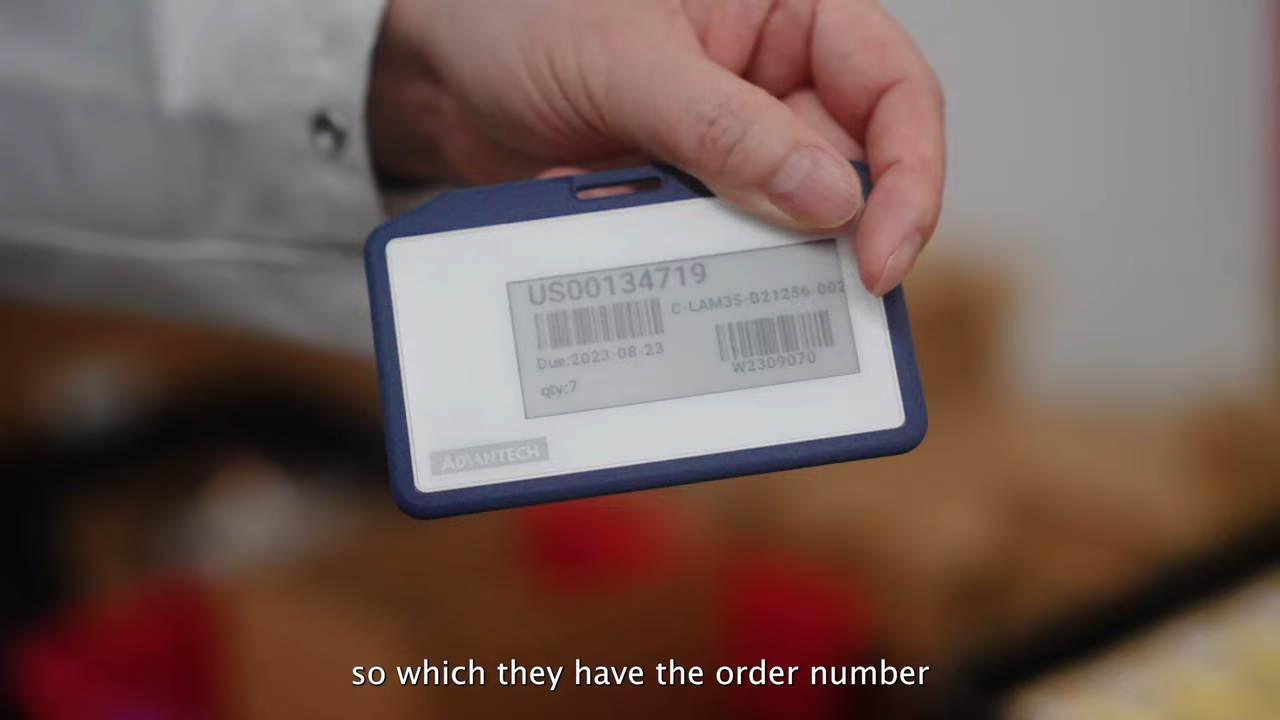 US00134719
C-LAM35-B21256-002
Due:2023-08-23
W2309070
qty:7
ADVANTECH
so which they have the order number